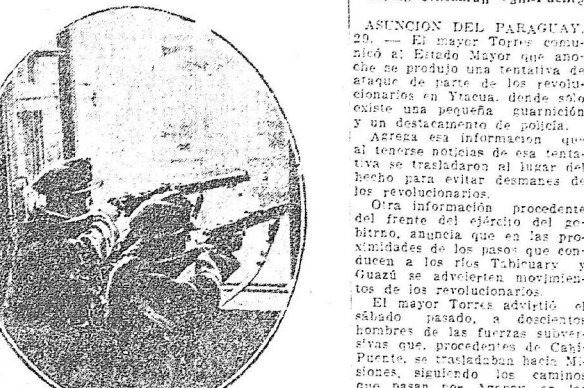 ASUNCION DEL PARAGUAY,
29. — El mayor Torres comu-
nicó al Estado Mayor que ano-
che se produjo una tentativa de
ataque de parte de los revolu-
cionarios en Ytacua, donde sólo
existe una pequeña guarnición
y un destacamento de policía.
Agrega esa información que
al tenerse noticias de esa tenta-
tiva se trasladaron al lugar del
hecho para evitar desmanes de
los revolucionarios.
Otra información procedente
del frente del ejército del go-
bierno, anuncia que en las pro-
ximidades de los pasos que con-
ducen a los ríos Tabicuary y
Guazú se advierten movimien-
tos de los revolucionarios.
El mayor Torres advirtió el
sábado pasado, a doscientos
hombres de las fuerzas subver-
sivas que, procedentes de Cahi-
Puente, se trasladaban hacia Mi-
siones, siguiendo los caminos
que pasan por